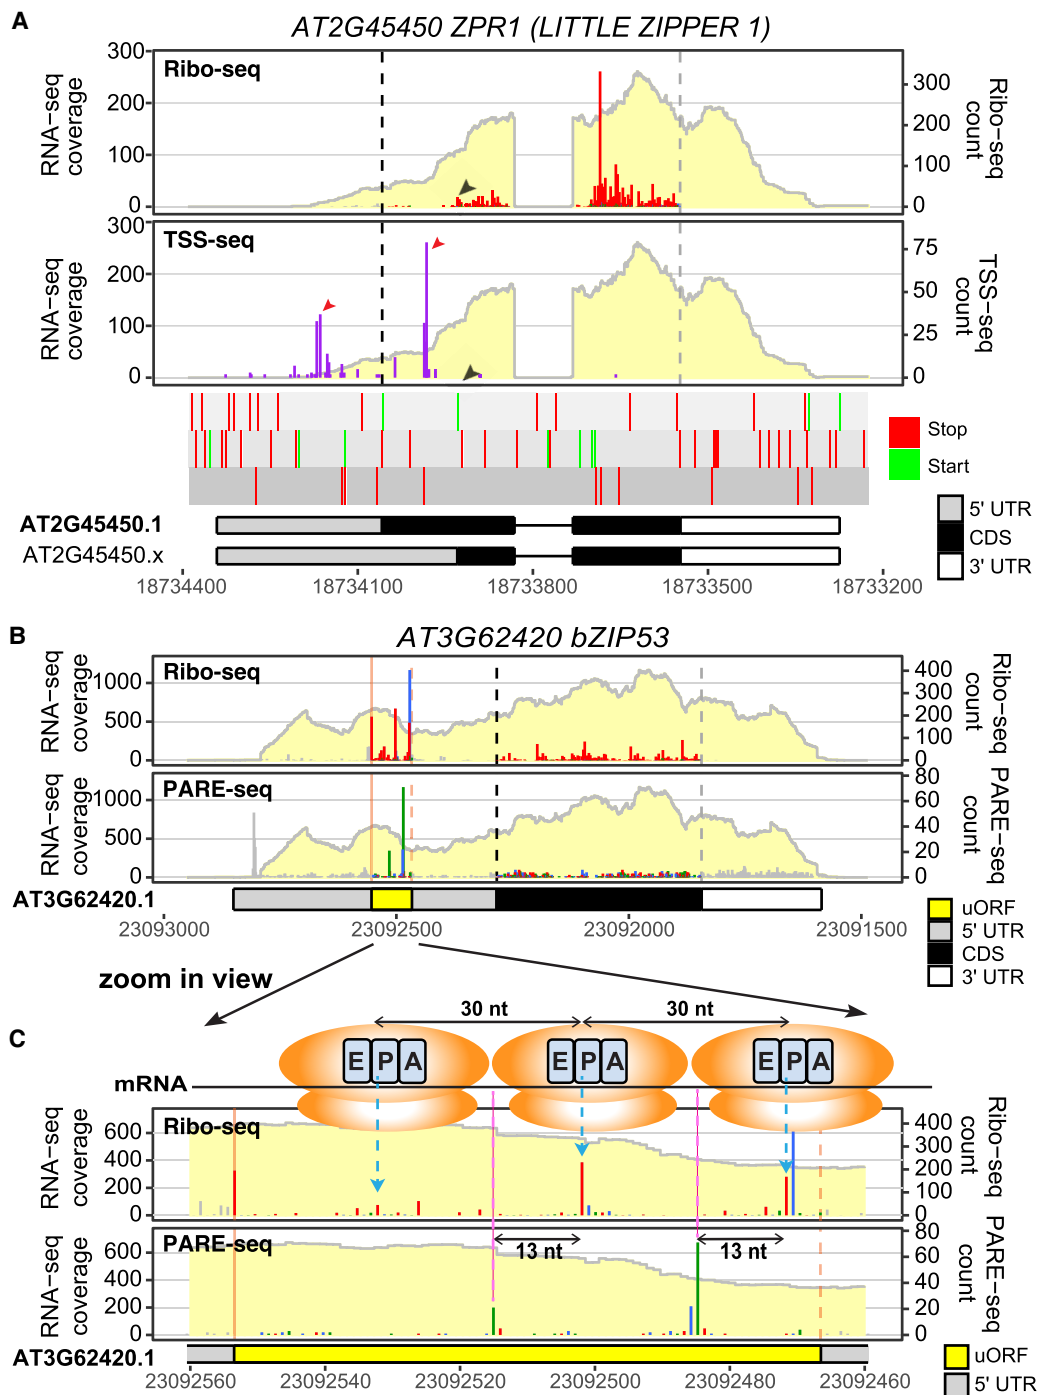 A
AT2G45450 ZPR1 (LITTLE ZIPPER 1)
Ribo-seq
RNA−seq coverage
300
200
100
0
Ribo−seq count
300
200
100
0
TSS-seq
RNA−seq coverage
300
200
100
0
TSS−seq count
75
50
25
0
Stop
Start
AT2G45450.1
AT2G45450.x
5' UTR
CDS
3' UTR
18734400 18734100 18733800 18733500 18733200
B
AT3G62420 bZIP53
Ribo-seq
RNA−seq coverage
1000
500
0
Ribo−seq count
400
300
200
100
0
PARE-seq
RNA−seq coverage
1000
500
0
PARE−seq count
80
60
40
20
0
AT3G62420.1
23093000 23092500 23092000 23091500
uORF
5' UTR
CDS
3' UTR
zoom in view
C
30 nt 30 nt
E P A E P A E P A
mRNA
Ribo-seq
RNA−seq coverage
600
400
200
0
Ribo−seq count
400
300
200
100
0
PARE-seq
13 nt 13 nt
RNA−seq coverage
600
400
200
0
PARE−seq count
80
60
40
20
0
AT3G62420.1
23092560 23092540 23092520 23092500 23092480 23092460
uORF
5' UTR